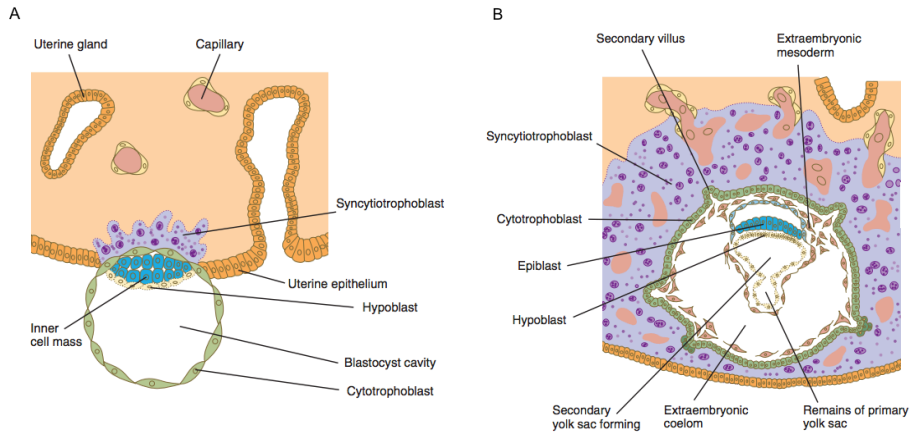 A
Uterine gland
Capillary
Syncytiotrophoblast
Uterine epithelium
Hypoblast
Inner
cell mass
Blastocyst cavity
Cytotrophoblast
B
Secondary villus
Extraembryonic
mesoderm
Syncytiotrophoblast
Cytotrophoblast
Epiblast
Hypoblast
Secondary
yolk sac forming
Extraembryonic
coelom
Remains of primary
yolk sac